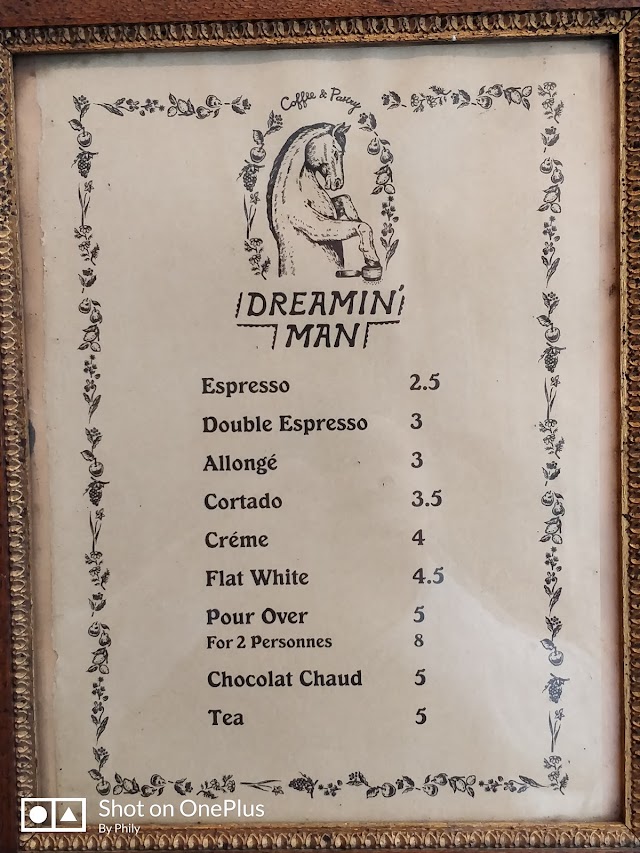 Coffee & Party
DREAMIN'
MAN
Espresso 2.5
Double Espresso 3
Allongé 3
Cortado 3.5
Créme 4
Flat White 4.5
Pour Over 5
For 2 Personnes 8
Chocolat Chaud 5
Tea 5
Shot on OnePlus
By Phily